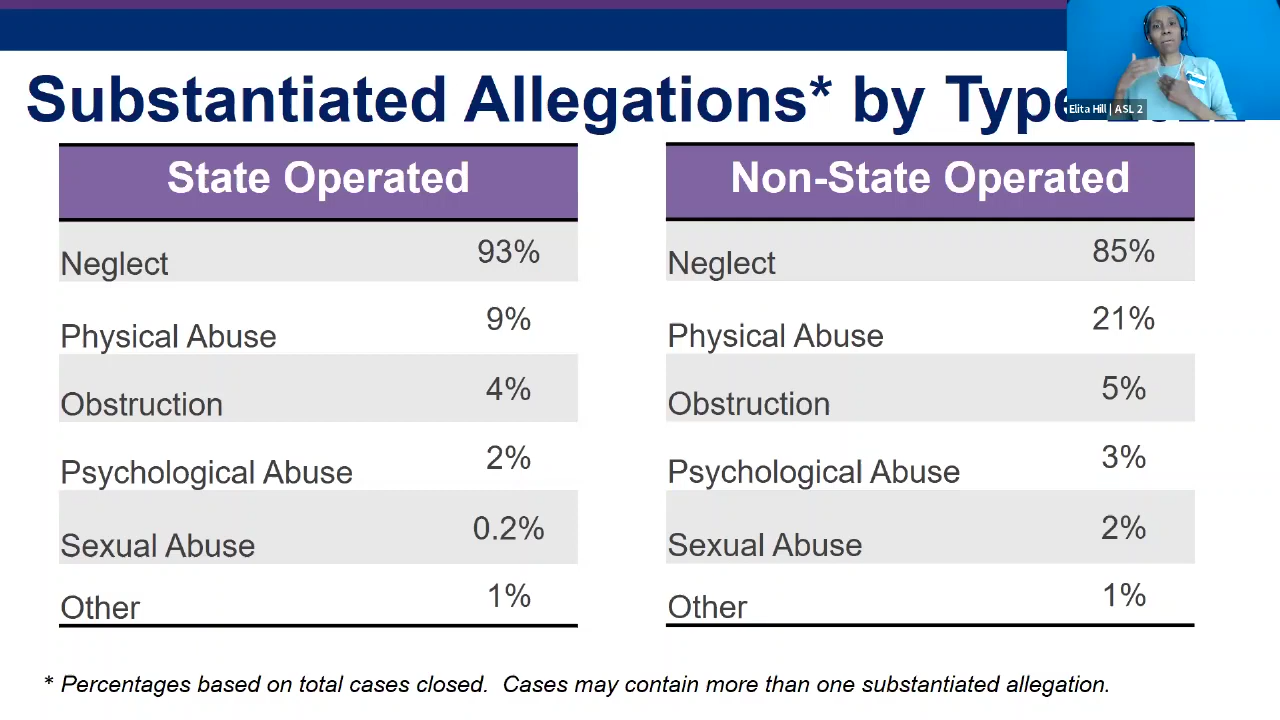 Substantiated Allegations* by Type
Elita Hill | ASL 2
State Operated
Neglect 93%
Physical Abuse 9%
Obstruction 4%
Psychological Abuse 2%
Sexual Abuse 0.2%
Other 1%
Non-State Operated
Neglect 85%
Physical Abuse 21%
Obstruction 5%
Psychological Abuse 3%
Sexual Abuse 2%
Other 1%
* Percentages based on total cases closed. Cases may contain more than one substantiated allegation.